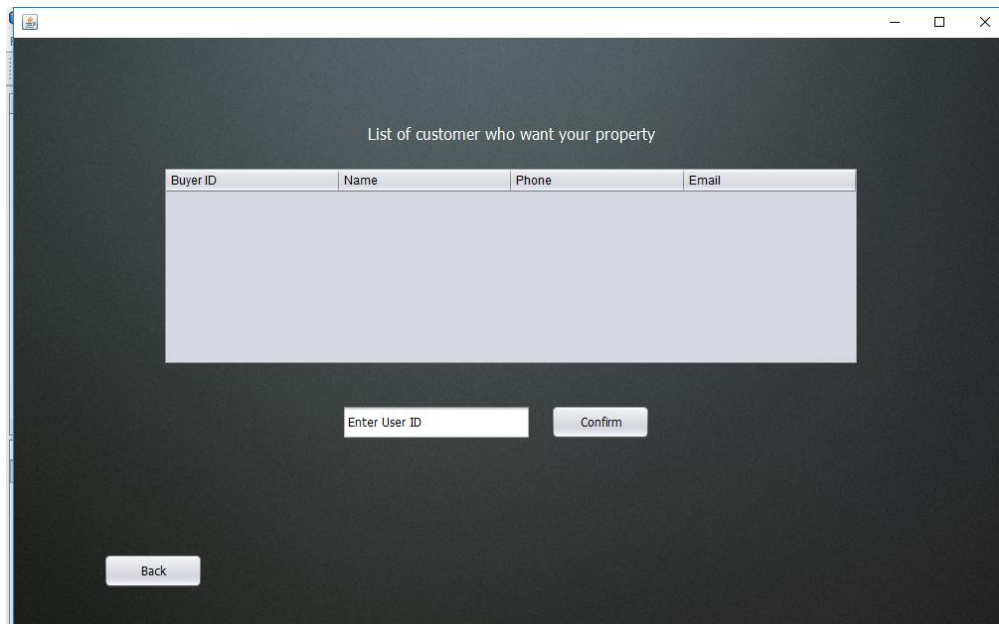 List of customer who want your property
Buyer ID Name Phone Email
Enter User ID Confirm
Back